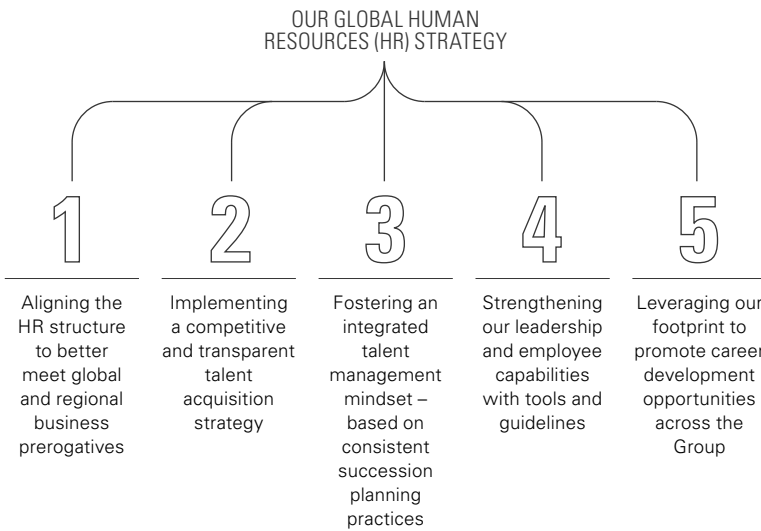 OUR GLOBAL HUMAN
RESOURCES (HR) STRATEGY
1
Aligning the
HR structure
to better
meet global
and regional
business
prerogatives
2
Implementing
a competitive
and transparent
talent
acquisition
strategy
3
Fostering an
integrated
talent
management
mindset –
based on
consistent
succession
planning
practices
4
Strengthening
our leadership
and employee
capabilities
with tools and
guidelines
5
Leveraging our
footprint to
promote career
development
opportunities
across the
Group